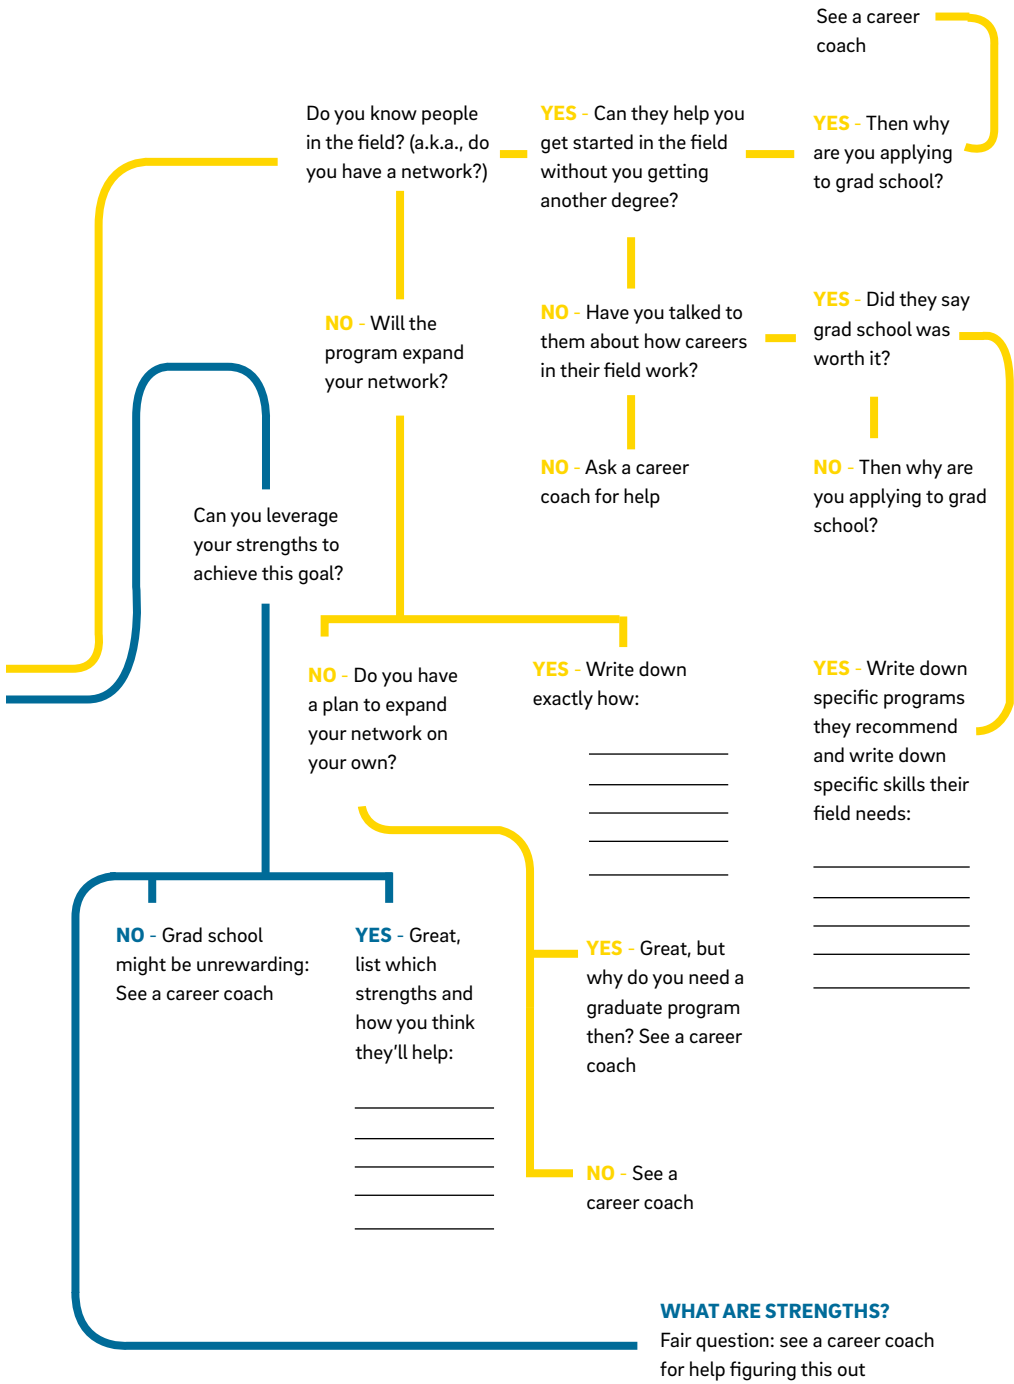 See a career
coach
Do you know people
in the field? (a.k.a., do
you have a network?)
YES - Can they help you
get started in the field
without you getting
another degree?
YES - Then why
are you applying
to grad school?
NO - Will the
program expand
your network?
NO - Have you talked to
them about how careers
in their field work?
YES - Did they say
grad school was
worth it?
NO - Ask a career
coach for help
NO - Then why are
you applying to grad
school?
Can you leverage
your strengths to
achieve this goal?
NO - Do you have
a plan to expand
your network on
your own?
YES - Write down
exactly how:
YES - Write down
specific programs
they recommend
and write down
specific skills their
field needs:
NO - Grad school
might be unrewarding:
See a career coach
YES - Great,
list which
strengths and
how you think
they’ll help:
YES - Great, but
why do you need a
graduate program
then? See a career
coach
NO - See a
career coach
WHAT ARE STRENGTHS?
Fair question: see a career coach
for help figuring this out